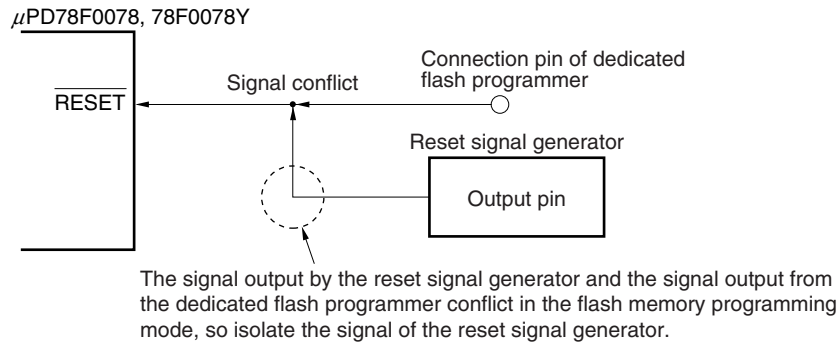 μPD78F0078, 78F0078Y
Connection pin of dedicated
flash programmer
Signal conflict
RESET
Reset signal generator
Output pin
The signal output by the reset signal generator and the signal output from
the dedicated flash programmer conflict in the flash memory programming
mode, so isolate the signal of the reset signal generator.